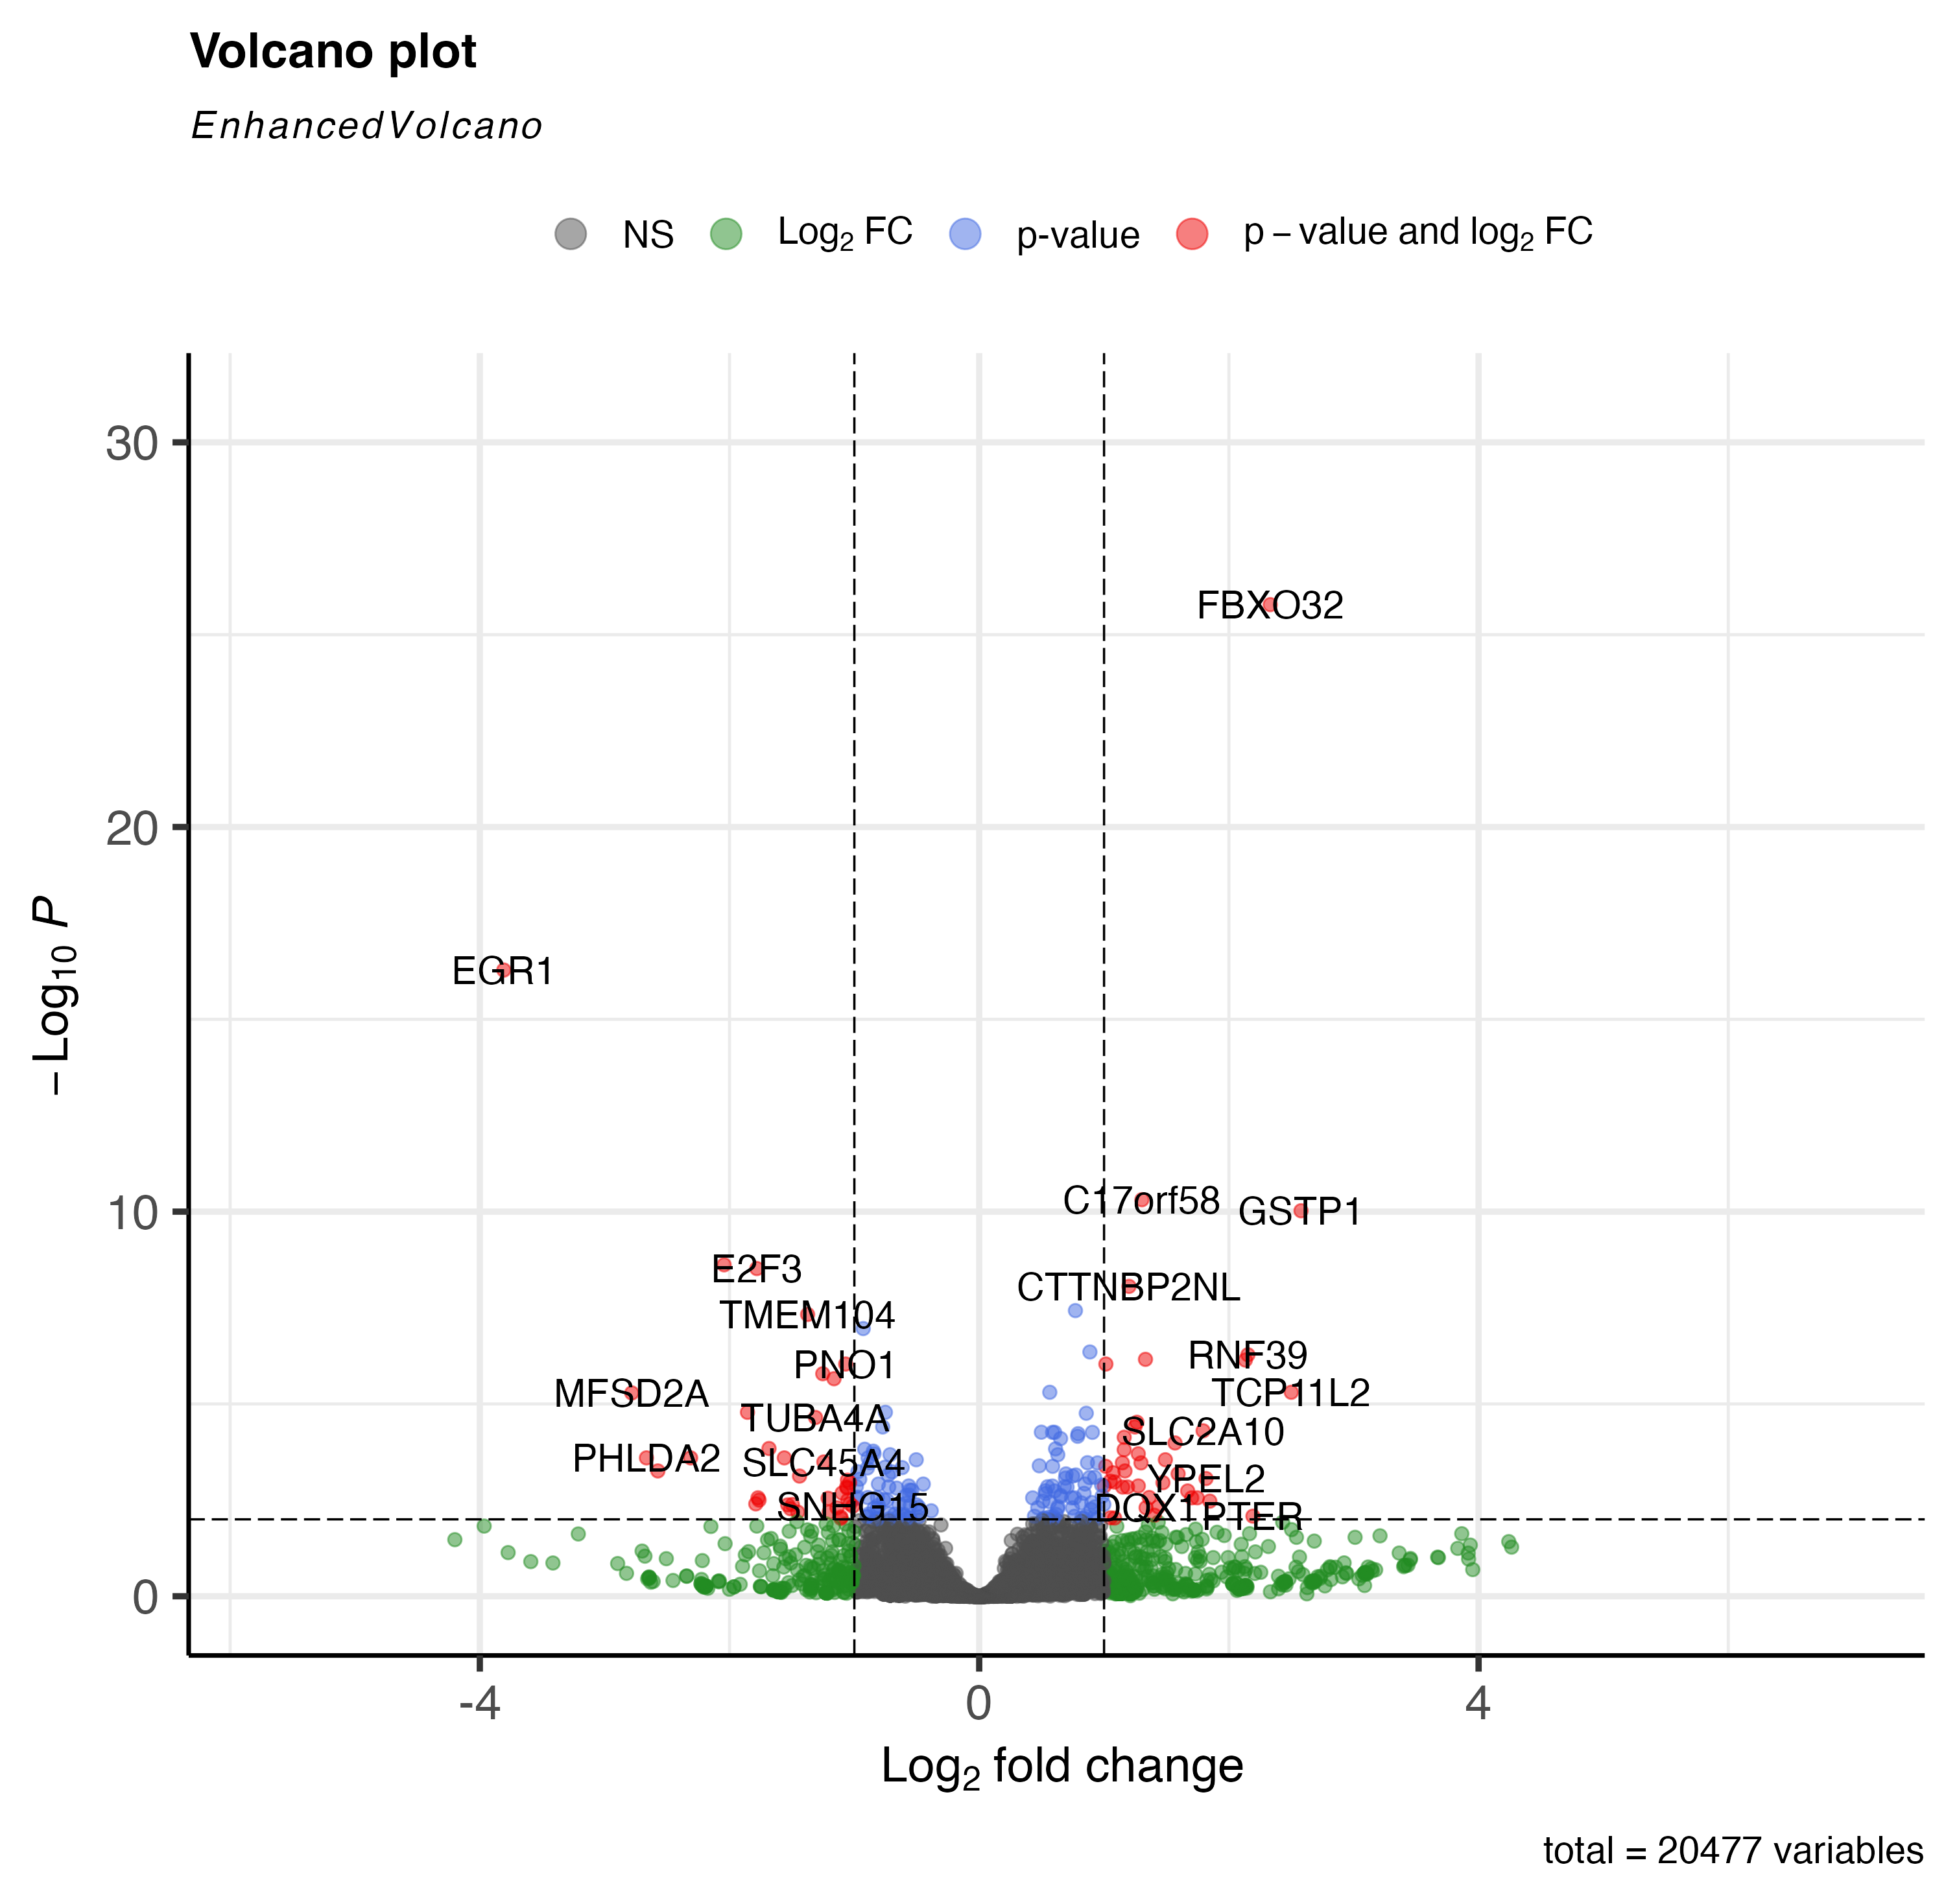 Volcano plot
EnhancedVolcano
NS Log2 FC p-value p – value and log2 FC
30
20
10
0
–Log10 P
FBXO32
EGR1
C17orf58
GSTP1
E2F3
CTTNBP2NL
TMEM104
RNF39
PNO1
MFSD2A
TCP11L2
TUBA4A
SLC2A10
PHLDA2
SLC45A4
YPEL2
SNHG15
DQX1
PTER
-4 0 4
Log2 fold change
total = 20477 variables